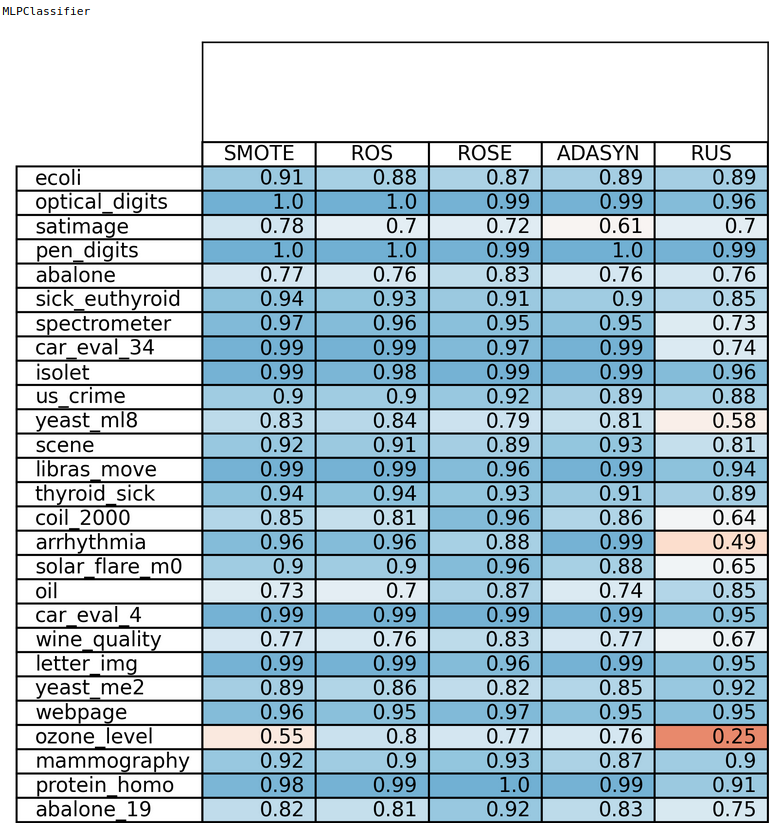 MLPClassifier
SMOTE ROS ROSE ADASYN RUS
ecoli 0.91 0.88 0.87 0.89 0.89
optical_digits 1.0 1.0 0.99 0.99 0.96
satimage 0.78 0.7 0.72 0.61 0.7
pen_digits 1.0 1.0 0.99 1.0 0.99
abalone 0.77 0.76 0.83 0.76 0.76
sick_euthyroid 0.94 0.93 0.91 0.9 0.85
spectrometer 0.97 0.96 0.95 0.95 0.73
car_eval_34 0.99 0.99 0.97 0.99 0.74
isolet 0.99 0.98 0.99 0.99 0.96
us_crime 0.9 0.9 0.92 0.89 0.88
yeast_ml8 0.83 0.84 0.79 0.81 0.58
scene 0.92 0.91 0.89 0.93 0.81
libras_move 0.99 0.99 0.96 0.99 0.94
thyroid_sick 0.94 0.94 0.93 0.91 0.89
coil_2000 0.85 0.81 0.96 0.86 0.64
arrhythmia 0.96 0.96 0.88 0.99 0.49
solar_flare_m0 0.9 0.9 0.96 0.88 0.65
oil 0.73 0.7 0.87 0.74 0.85
car_eval_4 0.99 0.99 0.99 0.99 0.95
wine_quality 0.77 0.76 0.83 0.77 0.67
letter_img 0.99 0.99 0.96 0.99 0.95
yeast_me2 0.89 0.86 0.82 0.85 0.92
webpage 0.96 0.95 0.97 0.95 0.95
ozone_level 0.55 0.8 0.77 0.76 0.25
mammography 0.92 0.9 0.93 0.87 0.9
protein_homo 0.98 0.99 1.0 0.99 0.91
abalone_19 0.82 0.81 0.92 0.83 0.75